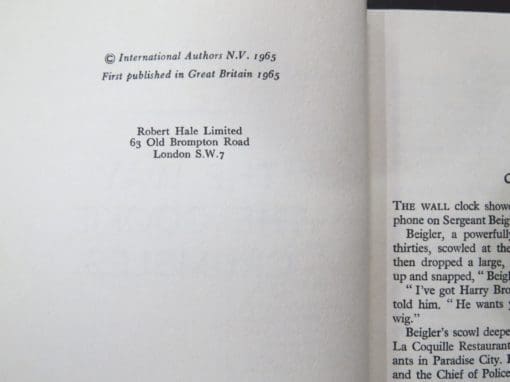 © International Authors N.V. 1965
First published in Great Britain 1965
Robert Hale Limited
63 Old Brompton Road
London S.W.7
THE WALL clock showe
phone on Sergeant Beig
Beigler, a powerfully
thirties, scowled at the
then dropped a large,
up and snapped, “ Beigl
“ I've got Harry Bro
told him. “ He wants
wig.”
Beigler's scowl deepe
La Coquille Restaurant
ants in Paradise City.
and the Chief of Police